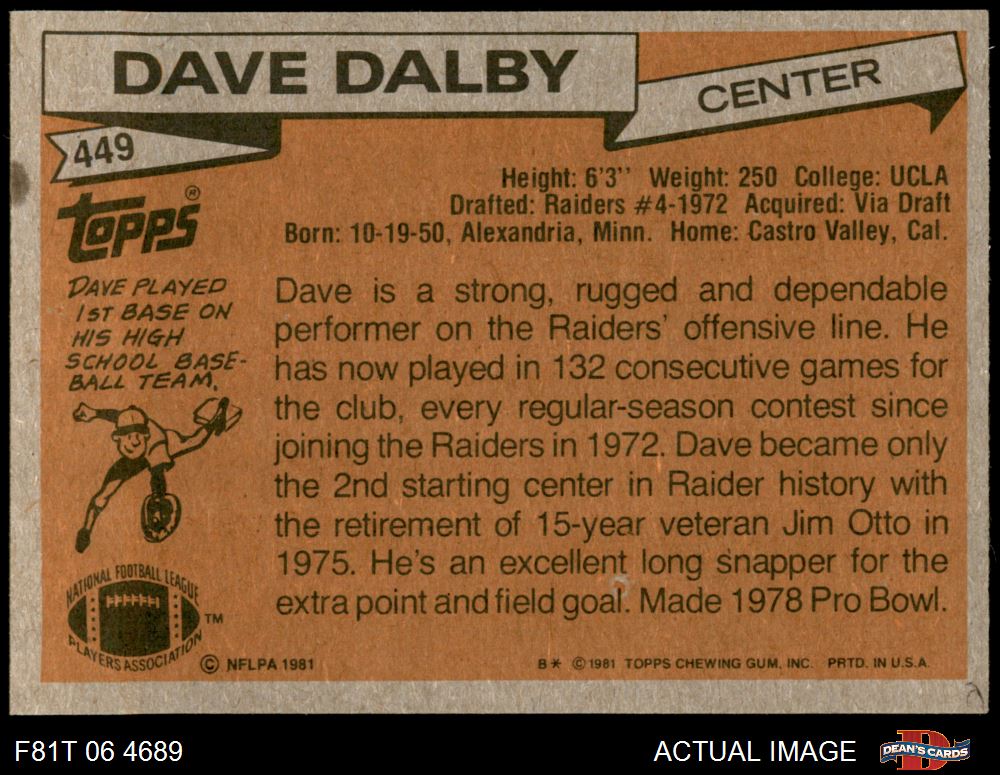 DAVE DALBY
CENTER
449
TOPPS®
Height: 6'3'' Weight: 250 College: UCLA
Drafted: Raiders #4-1972 Acquired: Via Draft
Born: 10-19-50, Alexandria, Minn. Home: Castro Valley, Cal.
DAVE PLAYED
1ST BASE ON
HIS HIGH
SCHOOL BASE-
BALL TEAM.
Dave is a strong, rugged and dependable
performer on the Raiders' offensive line. He
has now played in 132 consecutive games for
the club, every regular-season contest since
joining the Raiders in 1972. Dave became only
the 2nd starting center in Raider history with
the retirement of 15-year veteran Jim Otto in
1975. He's an excellent long snapper for the
extra point and field goal. Made 1978 Pro Bowl.
NATIONAL FOOTBALL LEAGUE
PLAYERS ASSOCIATION
TM
© NFLPA 1981
B* © 1981 TOPPS CHEWING GUM, INC. PRTD. IN U.S.A.
F81T 06 4689
ACTUAL IMAGE
DEAN'S CARDS